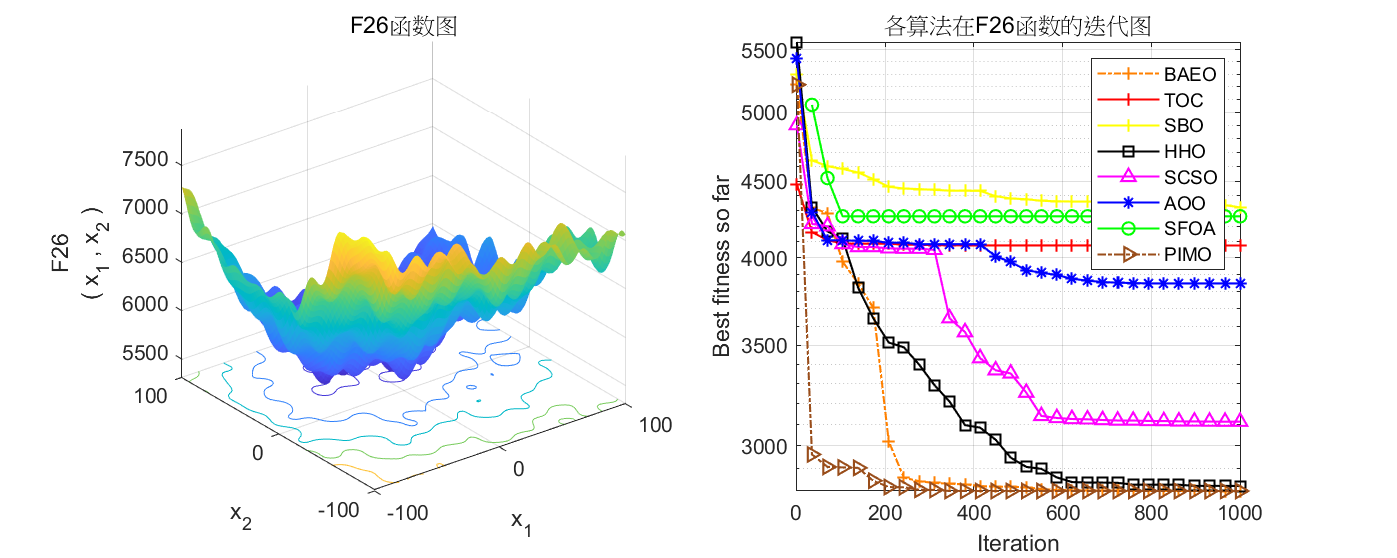 F26函数图
7500
7000
6500
6000
5500
F26
( x1 , x2 )
100
0
-100
x2
-100
0
100
x1
各算法在F26函数的迭代图
5500
5000
4500
4000
3500
3000
Best fitness so far
0 200 400 600 800 1000
Iteration
BAEO
TOC
SBO
HHO
SCSO
AOO
SFOA
PIMO